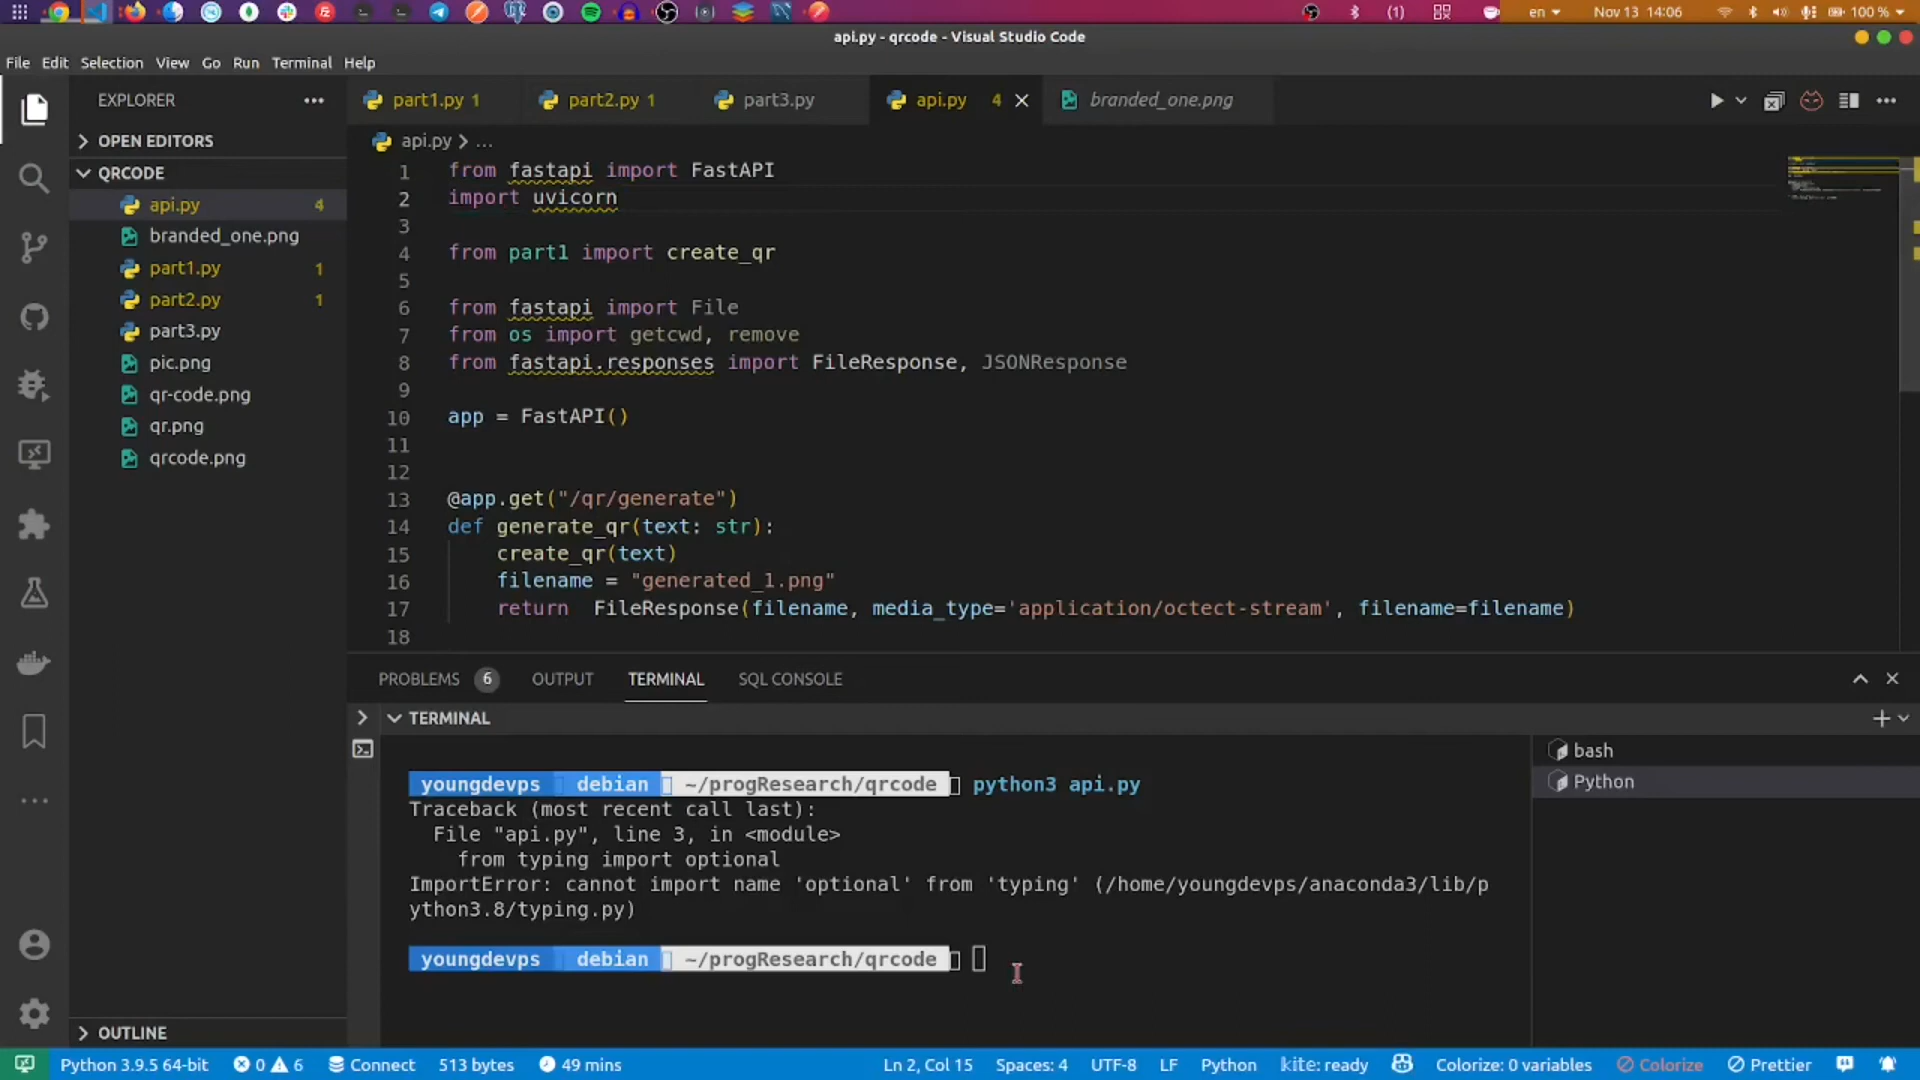 en
Nov 13 14:06
(1)
100 %
api.py - qrcode - Visual Studio Code
File Edit Selection View Go Run Terminal Help
EXPLORER
part1.py 1
part2.py 1
part3.py
api.py 4
branded_one.png
OPEN EDITORS
api.py > ...
QRCODE
api.py 4
branded_one.png
part1.py 1
part2.py 1
part3.py
pic.png
qr-code.png
qr.png
qrcode.png
OUTLINE
1 from fastapi import FastAPI
2 import uvicorn
3
4 from part1 import create_qr
5
6 from fastapi import File
7 from os import getcwd, remove
8 from fastapi.responses import FileResponse, JSONResponse
9
10 app = FastAPI()
11
12
13 @app.get("/qr/generate")
14 def generate_qr(text: str):
15 create_qr(text)
16 filename = "generated_1.png"
17 return FileResponse(filename, media_type='application/octect-stream', filename=filename)
18
PROBLEMS 6 OUTPUT TERMINAL SQL CONSOLE
TERMINAL
youngdevps debian ~/progResearch/qrcode python3 api.py
Traceback (most recent call last):
File "api.py", line 3, in <module>
from typing import optional
ImportError: cannot import name 'optional' from 'typing' (/home/youngdevps/anaconda3/lib/p
ython3.8/typing.py)
youngdevps debian ~/progResearch/qrcode
bash
Python
Python 3.9.5 64-bit 0 6 Connect 513 bytes 49 mins Ln 2, Col 15 Spaces: 4 UTF-8 LF Python kite: ready Colorize: 0 variables Colorize Prettier